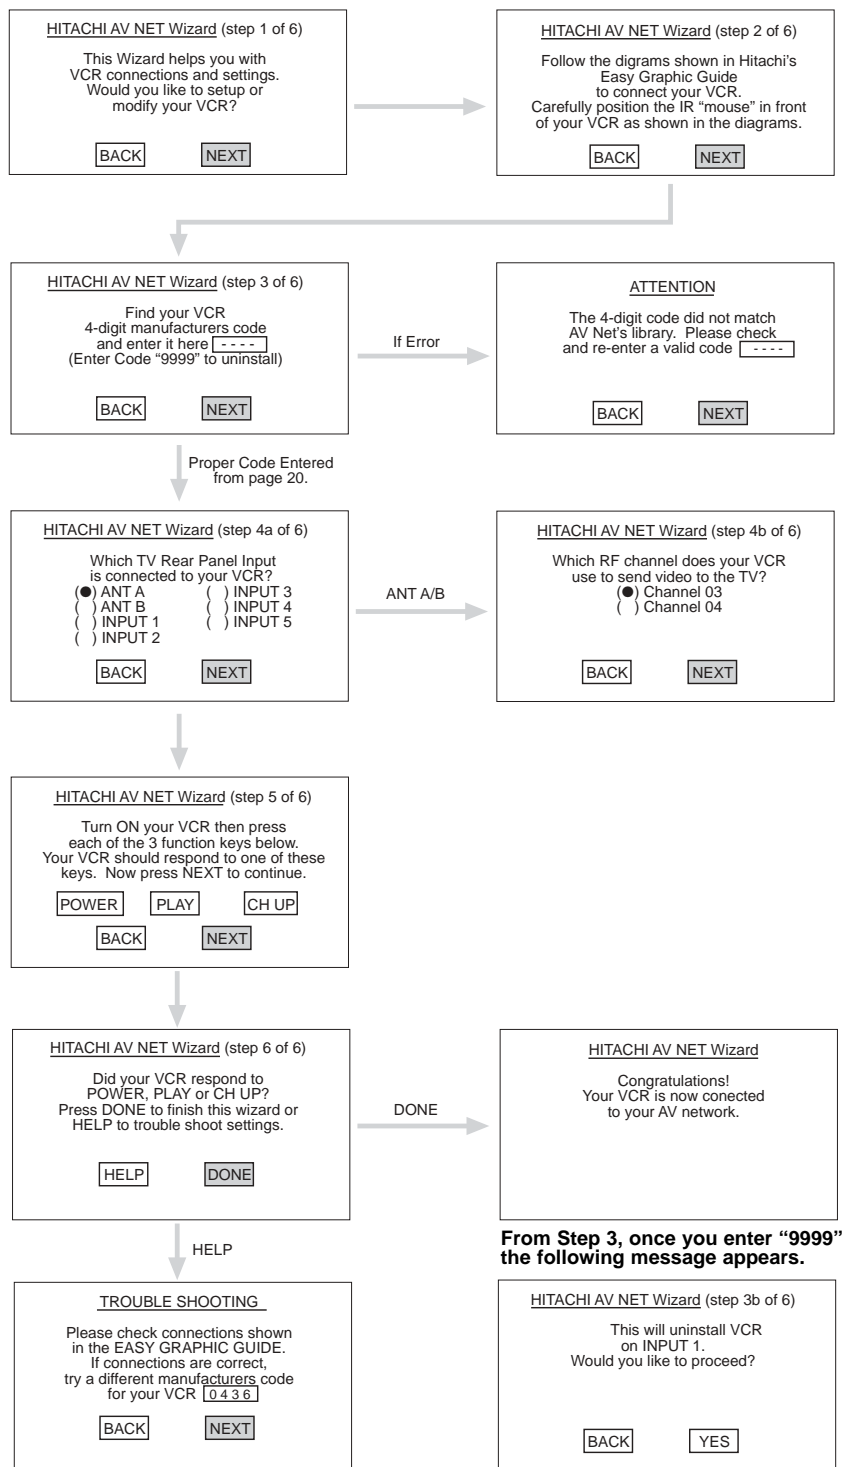 HITACHI AV NET Wizard (step 1 of 6)
This Wizard helps you with
VCR connections and settings.
Would you like to setup or
modify your VCR?
BACK NEXT
HITACHI AV NET Wizard (step 2 of 6)
Follow the digrams shown in Hitachi's
Easy Graphic Guide
to connect your VCR.
Carefully position the IR “mouse” in front
of your VCR as shown in the diagrams.
BACK NEXT
HITACHI AV NET Wizard (step 3 of 6)
Find your VCR
4-digit manufacturers code
and enter it here - - - -
(Enter Code “9999” to uninstall)
BACK NEXT
If Error
ATTENTION
The 4-digit code did not match
AV Net's library. Please check
and re-enter a valid code - - - -
BACK NEXT
Proper Code Entered
from page 20.
HITACHI AV NET Wizard (step 4a of 6)
Which TV Rear Panel Input
is connected to your VCR?
(●) ANT A ( ) INPUT 3
( ) ANT B ( ) INPUT 4
( ) INPUT 1 ( ) INPUT 5
( ) INPUT 2
BACK NEXT
ANT A/B
HITACHI AV NET Wizard (step 4b of 6)
Which RF channel does your VCR
use to send video to the TV?
(●) Channel 03
( ) Channel 04
BACK NEXT
HITACHI AV NET Wizard (step 5 of 6)
Turn ON your VCR then press
each of the 3 function keys below.
Your VCR should respond to one of these
keys. Now press NEXT to continue.
POWER PLAY CH UP
BACK NEXT
HITACHI AV NET Wizard (step 6 of 6)
Did your VCR respond to
POWER, PLAY or CH UP?
Press DONE to finish this wizard or
HELP to trouble shoot settings.
HELP DONE
DONE
HITACHI AV NET Wizard
Congratulations!
Your VCR is now conected
to your AV network.
HELP
TROUBLE SHOOTING
Please check connections shown
in the EASY GRAPHIC GUIDE.
If connections are correct,
try a different manufacturers code
for your VCR 0 4 3 6
BACK NEXT
From Step 3, once you enter “9999”
the following message appears.
HITACHI AV NET Wizard (step 3b of 6)
This will uninstall VCR
on INPUT 1.
Would you like to proceed?
BACK YES